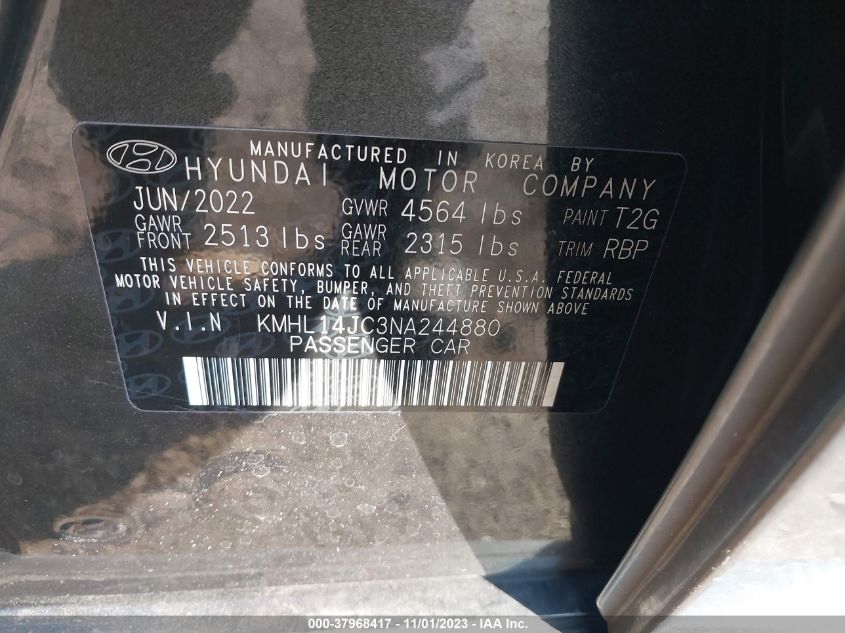 MANUFACTURED IN KOREA BY
HYUNDAI MOTOR COMPANY
JUN/2022 GVWR 4564 lbs PAINT T2G
GAWR FRONT 2513 lbs GAWR REAR 2315 lbs TRIM RBP
THIS VEHICLE CONFORMS TO ALL APPLICABLE U.S.A. FEDERAL
MOTOR VEHICLE SAFETY, BUMPER, AND THEFT PREVENTION STANDARDS
IN EFFECT ON THE DATE OF MANUFACTURE SHOWN ABOVE
V.I.N KMHL14JC3NA244880
PASSENGER CAR
000-37968417 - 11/01/2023 - IAA Inc.